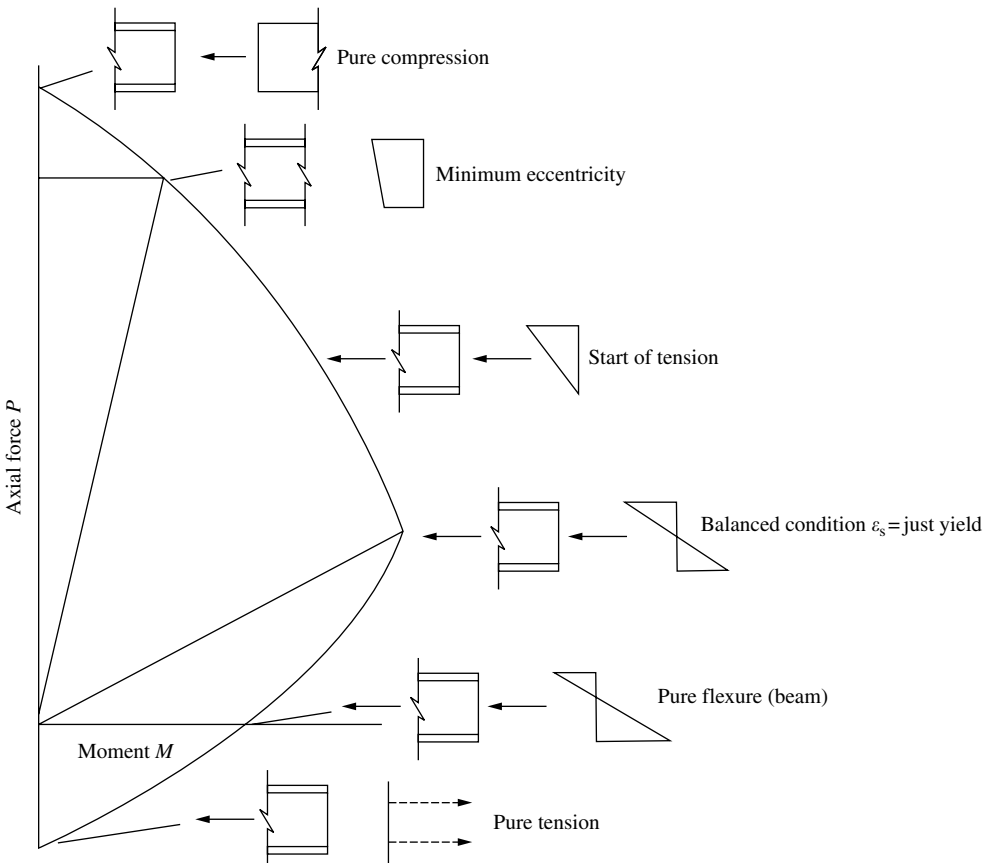 Pure compression
Minimum eccentricity
Start of tension
Axial force P
Balanced condition εs = just yield
Pure flexure (beam)
Moment M
Pure tension